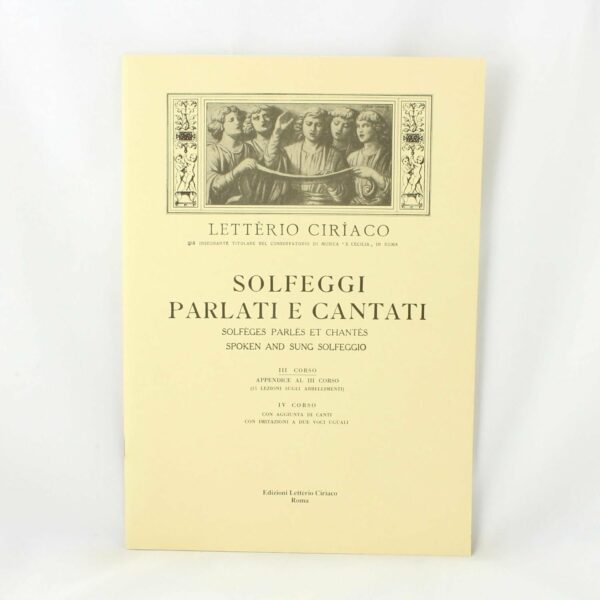 LETTÈRIO CIRÌACO
GIÀ INSEGNANTE TITOLARE DEL CONSERVATORIO DI MUSICA "S CECILIA„ IN ROMA
SOLFEGGI
PARLATI E CANTATI
SOLFÈGES PARLÉS ET CHANTÉS
SPOKEN AND SUNG SOLFEGGIO
III CORSO
APPENDICE AL III CORSO
(15 LEZIONI SUGLI ABBELLIMENTI)
IV CORSO
CON AGGIUNTA DI CANTI
CON IMITAZIONI A DUE VOCI UGUALI
Edizioni Letterio Ciriaco
Roma